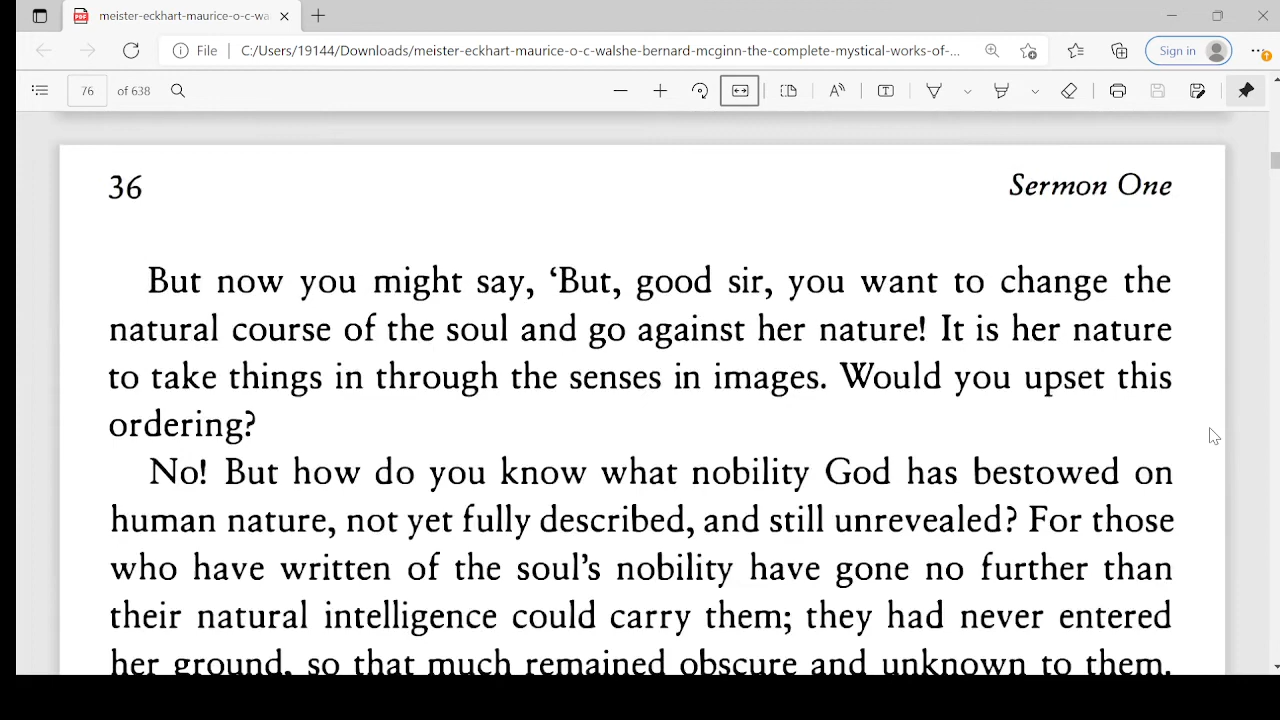 meister-eckhart-maurice-o-c-wa
File
C:/Users/19144/Downloads/meister-eckhart-maurice-o-c-walshe-bernard-mcginn-the-complete-mystical-works-of-...
Sign in
76 of 638
36 Sermon One
But now you might say, ‘But, good sir, you want to change the
natural course of the soul and go against her nature! It is her nature
to take things in through the senses in images. Would you upset this
ordering?
No! But how do you know what nobility God has bestowed on
human nature, not yet fully described, and still unrevealed? For those
who have written of the soul’s nobility have gone no further than
their natural intelligence could carry them; they had never entered
her ground, so that much remained obscure and unknown to them.